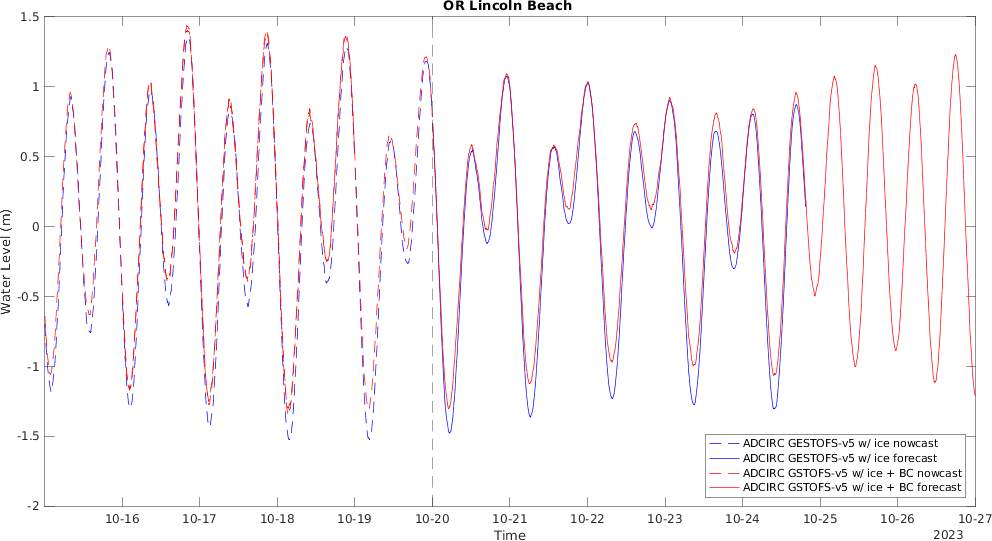 OR Lincoln Beach
1.5
1
0.5
0
-0.5
-1
-1.5
-2
Water Level (m)
10-16 10-17 10-18 10-19 10-20 10-21 10-22 10-23 10-24 10-25 10-26 10-27
Time
2023
ADCIRC GESTOFS-v5 w/ ice nowcast
ADCIRC GESTOFS-v5 w/ ice forecast
ADCIRC GSTOFS-v5 w/ ice + BC nowcast
ADCIRC GSTOFS-v5 w/ ice + BC forecast